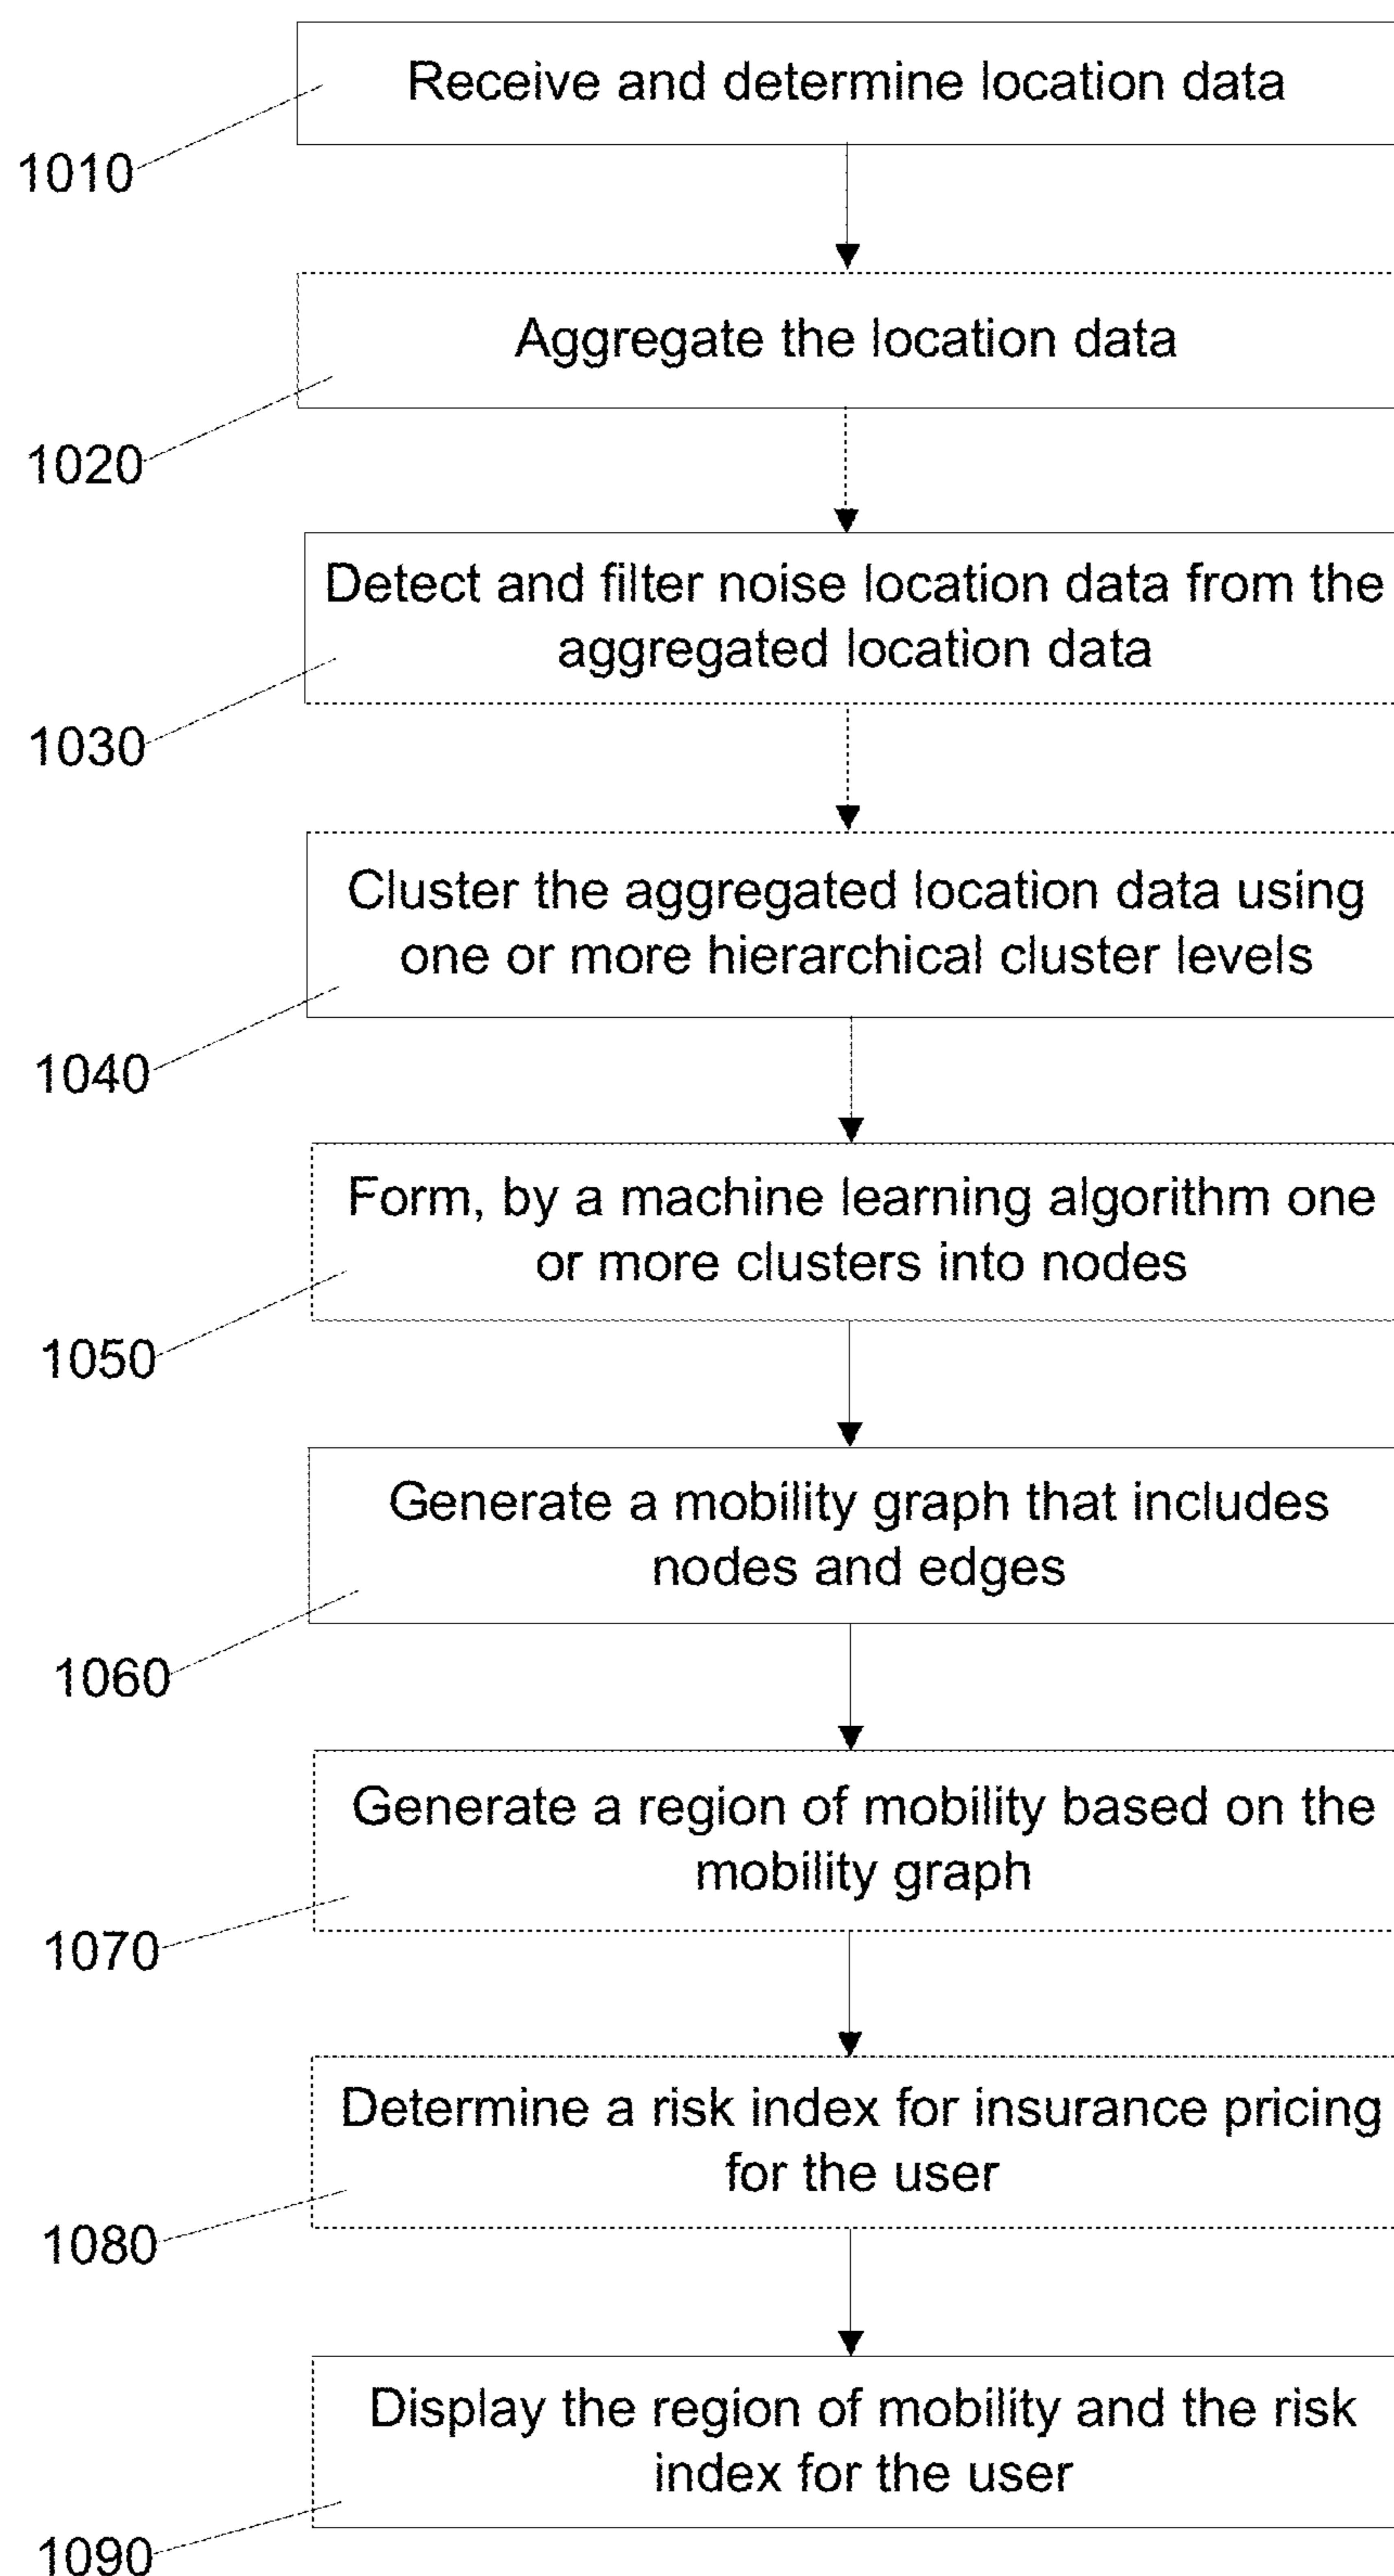 Receive and determine location data
1010
Aggregate the location data
1020
Detect and filter noise location data from the
aggregated location data
1030
Cluster the aggregated location data using
one or more hierarchical cluster levels
1040
Form, by a machine learning algorithm one
or more clusters into nodes
1050
Generate a mobility graph that includes
nodes and edges
1060
Generate a region of mobility based on the
mobility graph
1070
Determine a risk index for insurance pricing
for the user
1080
Display the region of mobility and the risk
index for the user
1090